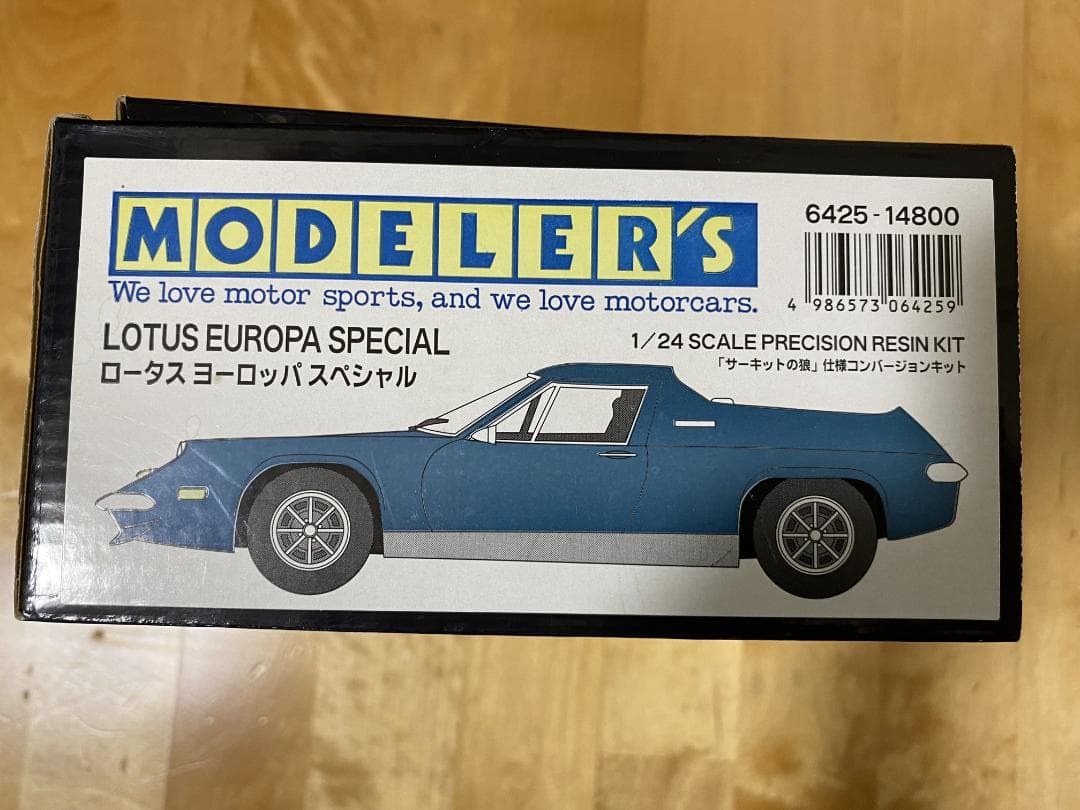 MODELER'S
We love motor sports, and we love motorcars.
6425-14800
4 986573 064259
LOTUS EUROPA SPECIAL
ロータス ヨーロッパ スペシャル
1/24 SCALE PRECISION RESIN KIT
「サーキットの狼」仕様コンバージョンキット